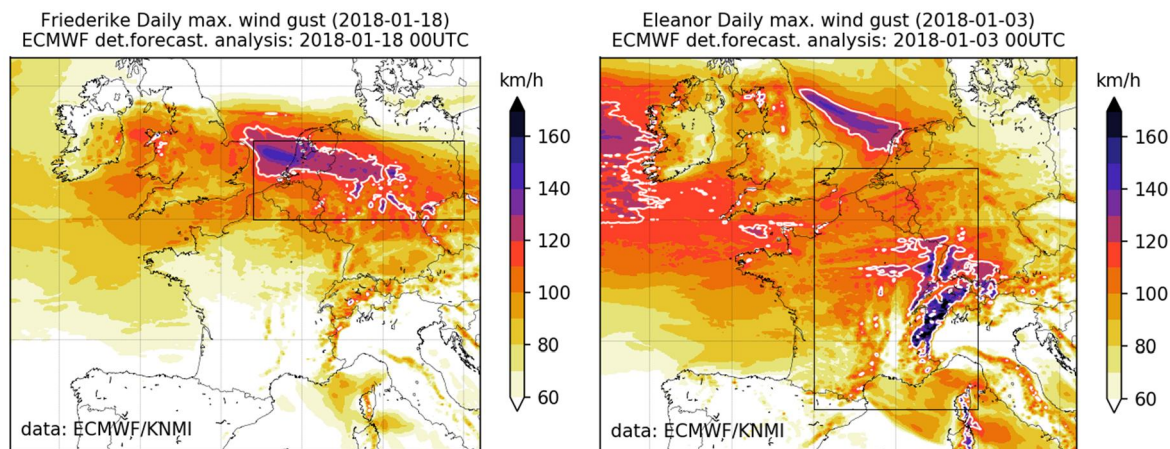 Friederike Daily max. wind gust (2018-01-18)
ECMWF det.forecast. analysis: 2018-01-18 00UTC
km/h
160
140
120
100
80
60
data: ECMWF/KNMI
Eleanor Daily max. wind gust (2018-01-03)
ECMWF det.forecast. analysis: 2018-01-03 00UTC
km/h
160
140
120
100
80
60
data: ECMWF/KNMI